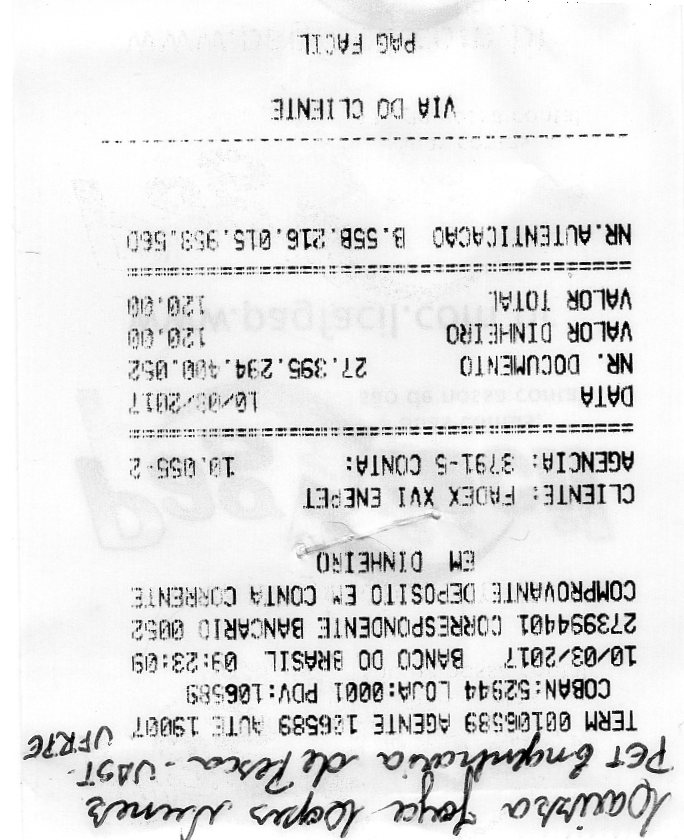 Larissa Joyce Lopes Nunes
PET Engenharia de Pesca - UAST-
UFRPE
TERM 00106589 AGENTE 106589 AUTE 19007
COBAN:52944 LOJA:0001 PDV:106589
10/03/2017 BANCO DO BRASIL 09:23:09
273994401 CORRESPONDENTE BANCARIO 0052
COMPROVANTE DEPOSITO EM CONTA CORRENTE
EM DINHEIRO
CLIENTE: FADEX XVI ENEPET
AGENCIA: 3791-5 CONTA: 10.055-2
DATA 10/03/2017
NR. DOCUMENTO 27.395.294.400.052
VALOR DINHEIRO 120.00
VALOR TOTAL 120.00
NR.AUTENTICACAO B.55B.216.015.953.56D
VIA DO CLIENTE
PAG FACIL